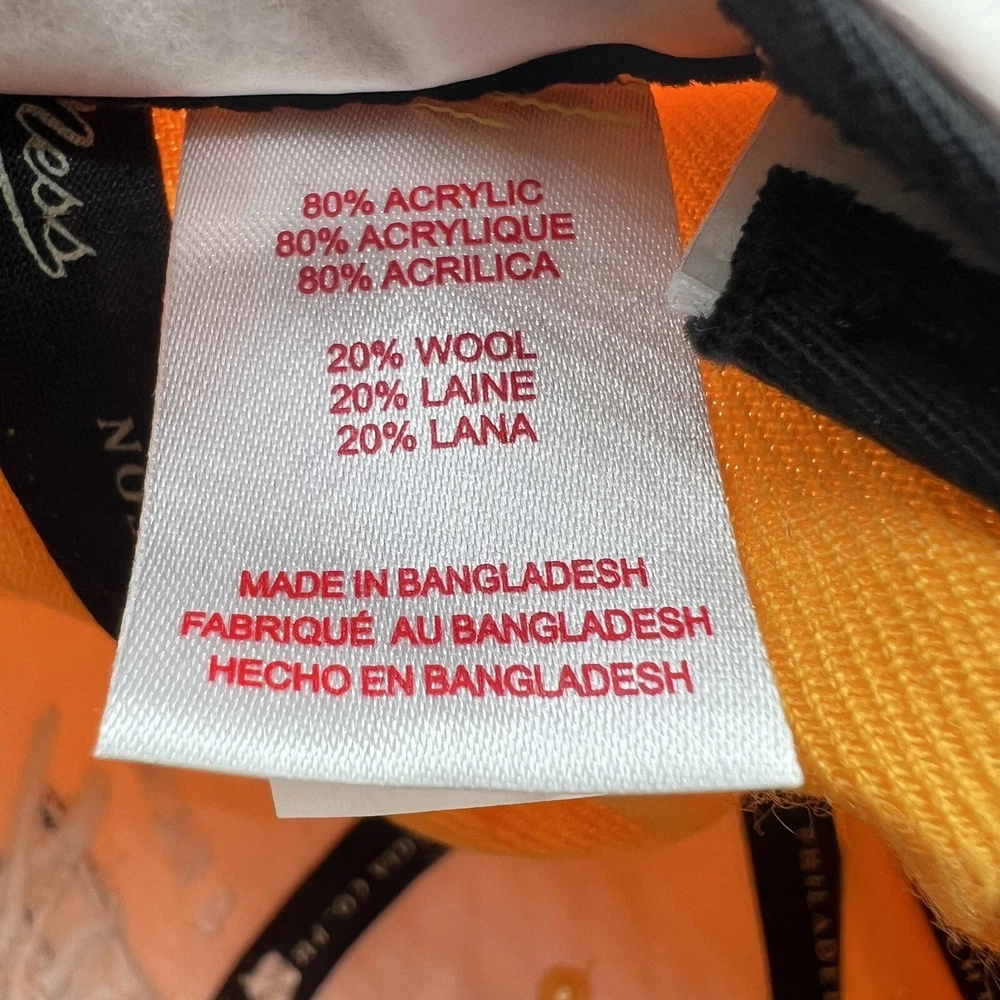 80% ACRYLIC
80% ACRYLIQUE
80% ACRILICA
20% WOOL
20% LAINE
20% LANA
MADE IN BANGLADESH
FABRIQUÉ AU BANGLADESH
HECHO EN BANGLADESH
Ness